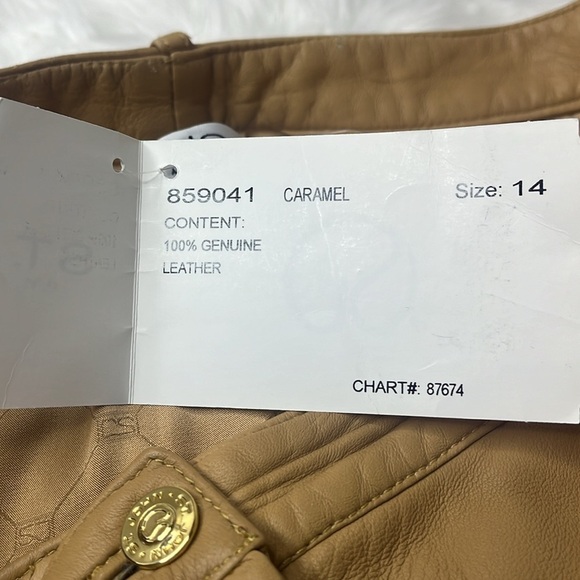 859041 CARAMEL Size: 14
CONTENT:
100% GENUINE
LEATHER
CHART#: 87674